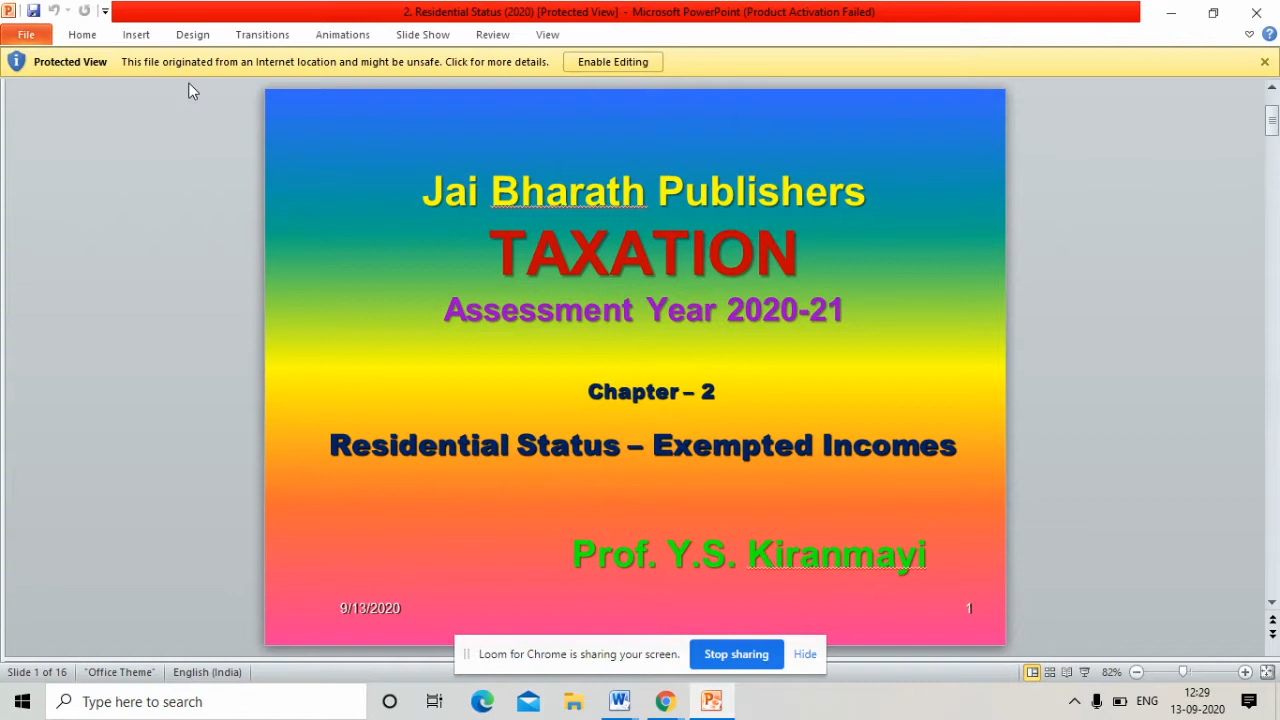 2. Residential Status (2020) [Protected View] - Microsoft PowerPoint (Product Activation Failed)
File Home Insert Design Transitions Animations Slide Show Review View
Protected View This file originated from an Internet location and might be unsafe. Click for more details. Enable Editing
Jai Bharath Publishers
TAXATION
Assessment Year 2020-21
Chapter – 2
Residential Status – Exempted Incomes
Prof. Y.S. Kiranmayi
9/13/2020 1
Loom for Chrome is sharing your screen. Stop sharing Hide
Slide 1 of 16 "Office Theme" English (India) 82%
Type here to search ENG 12:29
13-09-2020